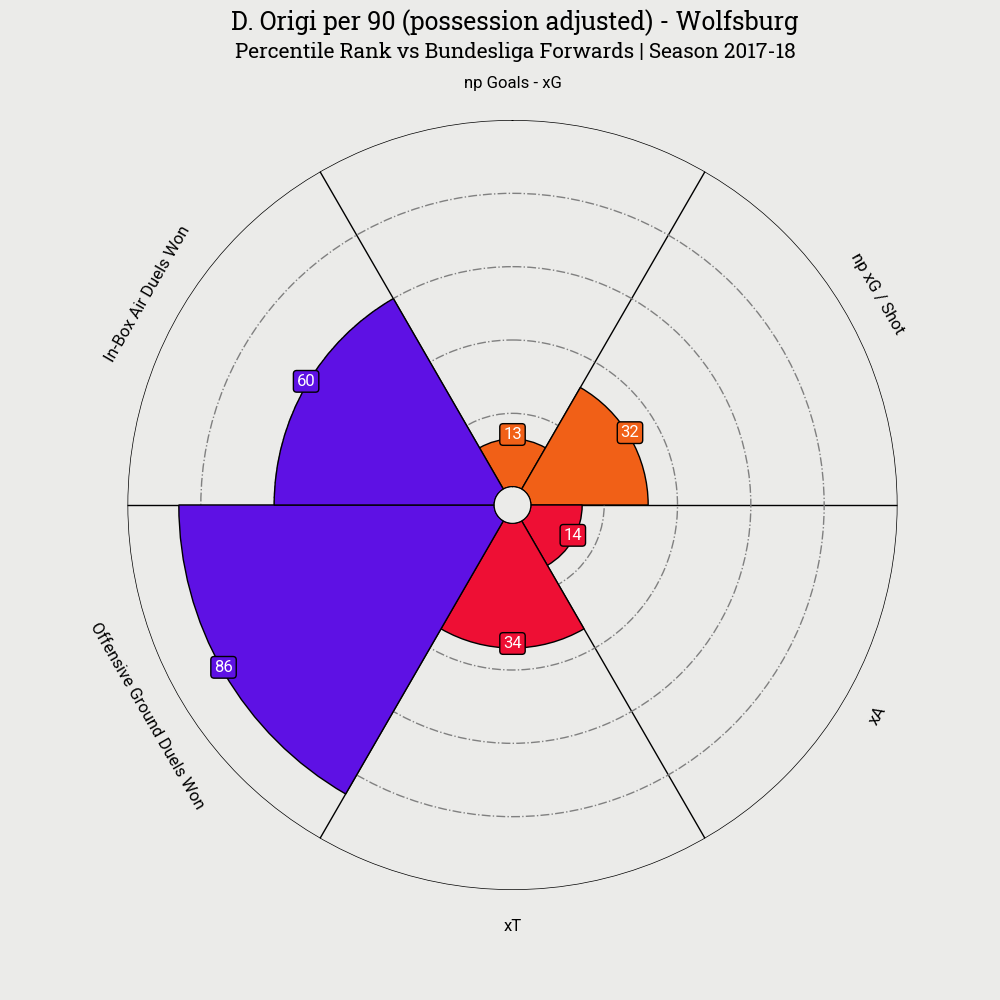 D. Origi per 90 (possession adjusted) - Wolfsburg
Percentile Rank vs Bundesliga Forwards | Season 2017-18
np Goals - xG
np xG / Shot
In-Box Air Duels Won
60
13
32
14
34
86
Offensive Ground Duels Won
xA
xT